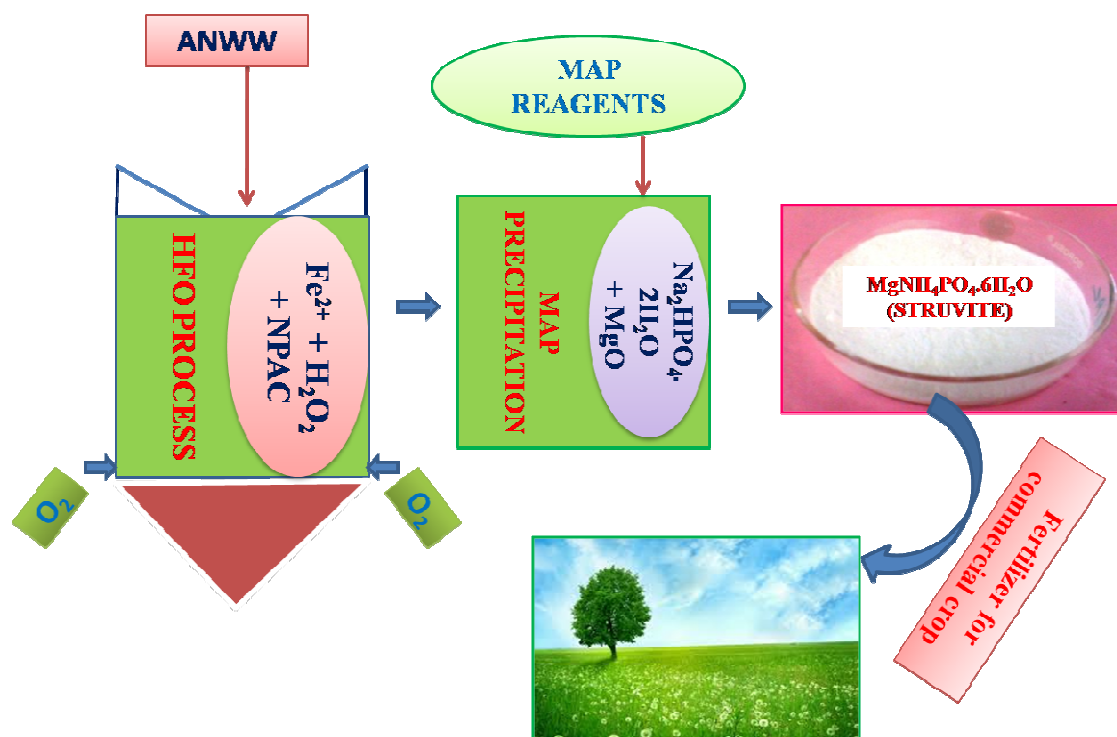 ANWW
MAP
REAGENTS
HFO PROCESS
Fe²⁺ + H₂O₂
+ NPAC
MAP
PRECIPITATION
Na₂HPO₄.
2H₂O
+ MgO
MgNH₄PO₄.6H₂O
(STRUVITE)
O₂
O₂
Fertilizer for
commercial crop